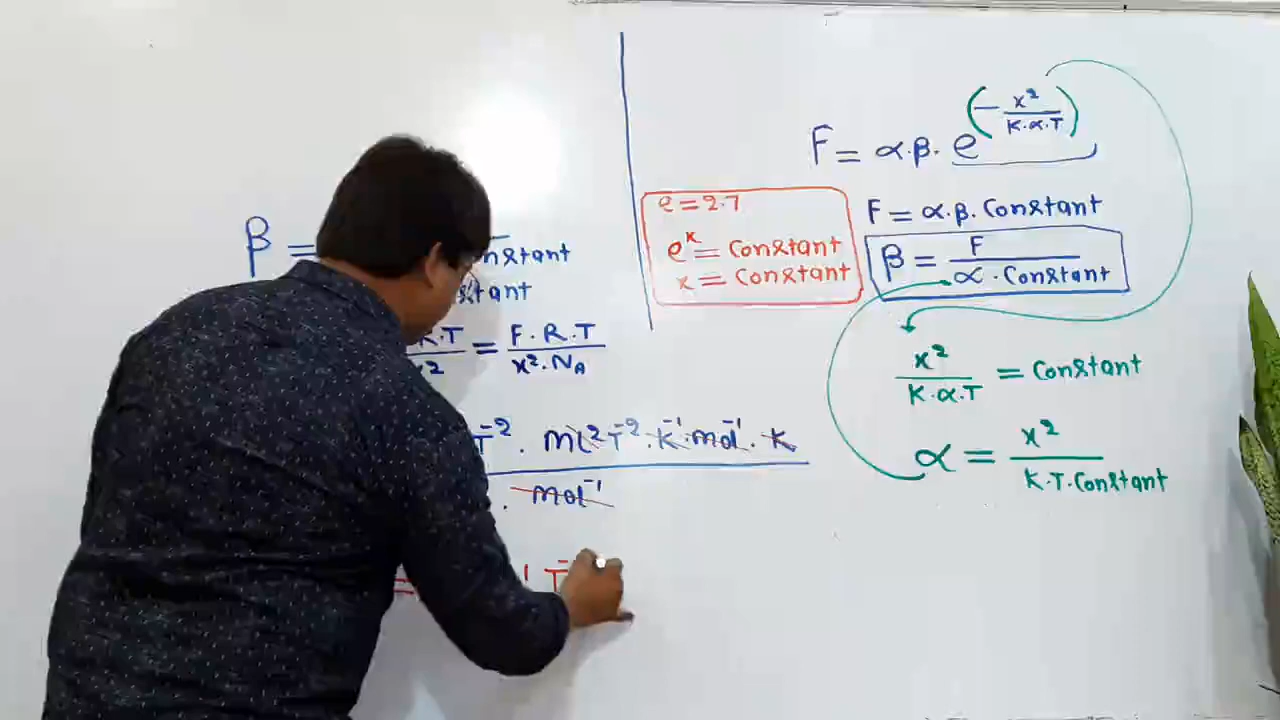 β =
nstant
stant
K.T/x² = F.R.T/x².N_A
T⁻². mL²T⁻².K⁻¹.mol⁻¹.K
. mol⁻¹
=
F = α.β.e^(-x²/K.α.T)
F = α.β.Constant
β = F/α.Constant
e = 2.7
e^x = Constant
x = Constant
x²/K.α.T = Constant
α = x²/K.T.Constant